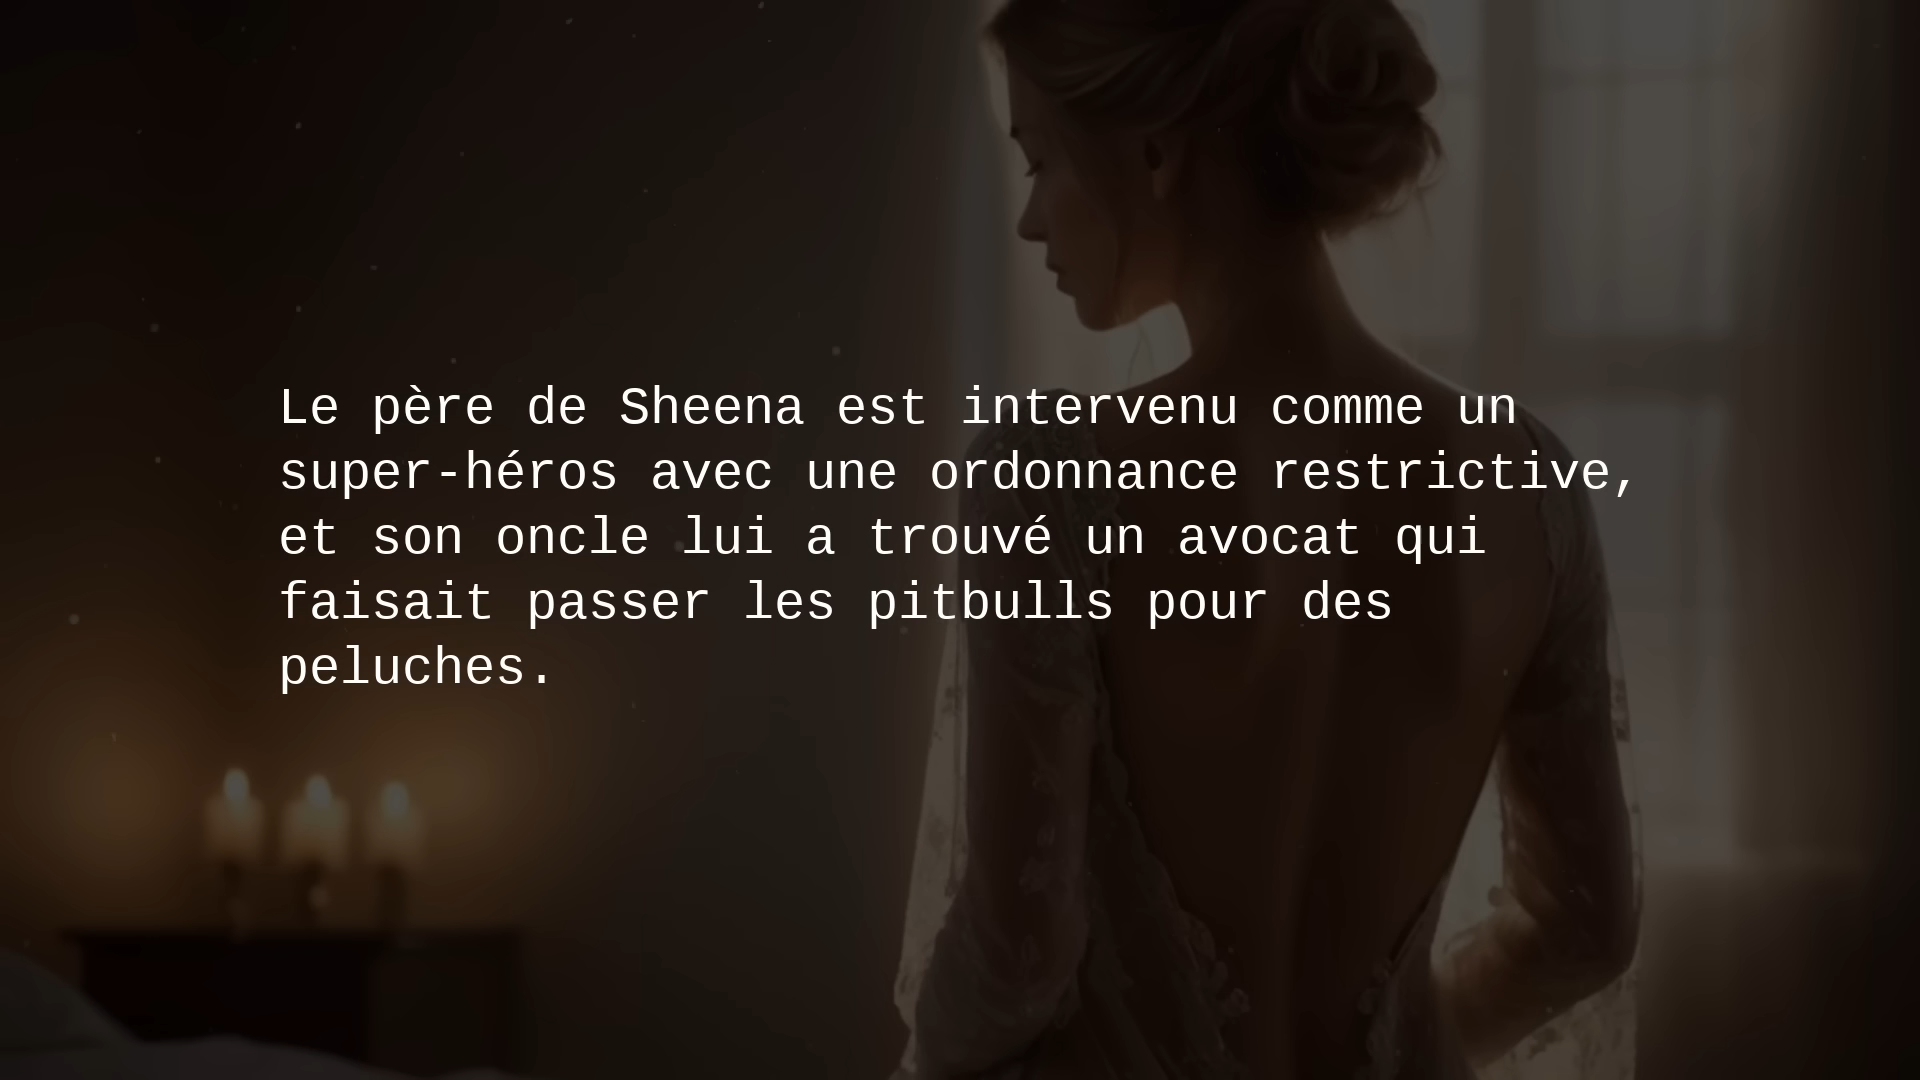 Le père de Sheena est intervenu comme un
super-héros avec une ordonnance restrictive,
et son oncle lui a trouvé un avocat qui
faisait passer les pitbulls pour des
peluches.